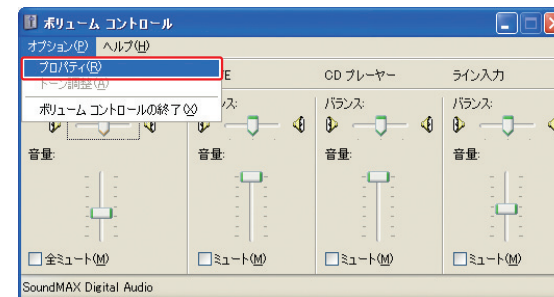 ボリューム コントロール
オプション(P) ヘルプ(H)
プロパティ(R)
トーン調整(A)
ボリューム コントロールの終了(X)
E CD プレーヤー ライン入力
バランス: バランス:
音量: 音量: 音量: 音量:
全ミュート(M) ミュート(M) ミュート(M) ミュート(M)
SoundMAX Digital Audio